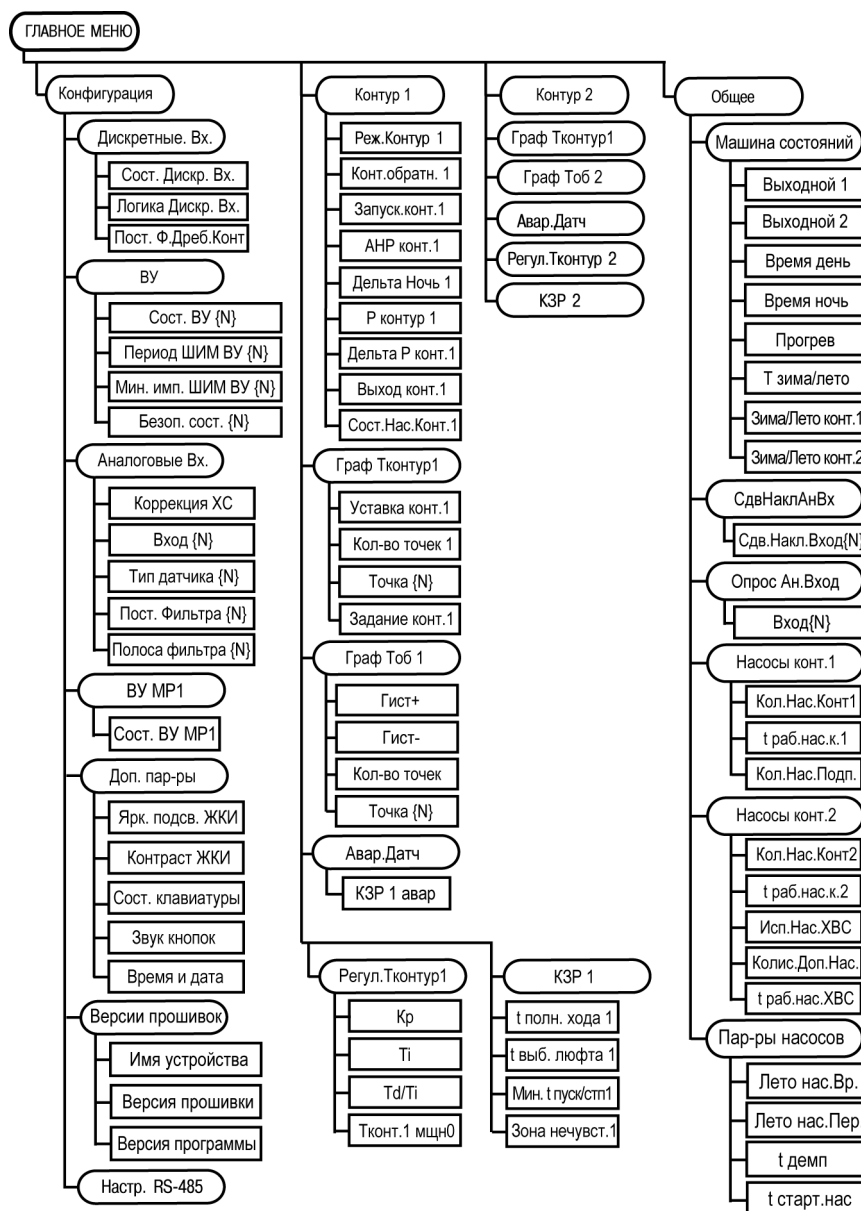 ГЛАВНОЕ МЕНЮ
Конфигурация
Дискретные. Вх.
Сост. Дискр. Вх.
Логика Дискр. Вх.
Пост. Ф.Дреб.Конт
ВУ
Сост. ВУ {N}
Период ШИМ ВУ {N}
Мин. имп. ШИМ ВУ {N}
Безоп. сост. {N}
Аналоговые Вх.
Коррекция ХС
Вход {N}
Тип датчика {N}
Пост. Фильтра {N}
Полоса фильтра {N}
ВУ МР1
Сост. ВУ МР1
Доп. пар-ры
Ярк. подсв. ЖКИ
Контраст ЖКИ
Сост. клавиатуры
Звук кнопок
Время и дата
Версии прошивок
Имя устройства
Версия прошивки
Версия программы
Настр. RS-485
Контур 1
Реж.Контур 1
Конт.обратн. 1
Запуск.конт.1
АНР конт.1
Дельта Ночь 1
Р контур 1
Дельта Р конт.1
Выход конт.1
Сост.Нас.Конт.1
Граф Тконтур1
Уставка конт.1
Кол-во точек 1
Точка {N}
Задание конт.1
Граф Тоб 1
Гист+
Гист-
Кол-во точек
Точка {N}
Авар.Датч
КЗР 1 авар
Регул.Тконтур1
Кр
Ti
Td/Ti
Тконт.1 мщн0
КЗР 1
t полн. хода 1
t выб. люфта 1
Мин. t пуск/стп1
Зона нечувст.1
Контур 2
Граф Тконтур1
Граф Тоб 2
Авар.Датч
Регул.Тконтур 2
КЗР 2
Общее
Машина состояний
Выходной 1
Выходной 2
Время день
Время ночь
Прогрев
Т зима/лето
Зима/Лето конт.1
Зима/Лето конт.2
СдвНаклАнВх
Сдв.Накл.Вход{N}
Опрос Ан.Вход
Вход{N}
Насосы конт.1
Кол.Нас.Конт1
t раб.нас.к.1
Кол.Нас.Подп.
Насосы конт.2
Кол.Нас.Конт2
t раб.нас.к.2
Исп.Нас.ХВС
Колис.Доп.Нас.
t раб.нас.ХВС
Пар-ры насосов
Лето нас.Вр.
Лето нас.Пер
t демп
t старт.нас